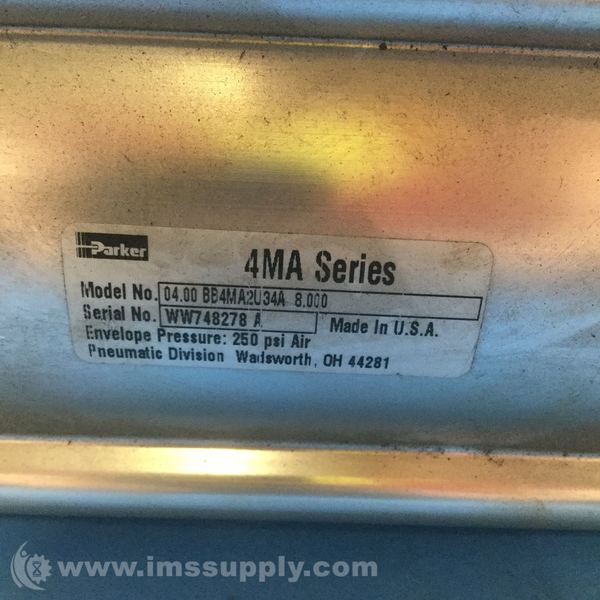 Parker
4MA Series
Model No. 04.00 BB4MA2U34A 8.000
Serial No. WW748278 A Made In U.S.A.
Envelope Pressure: 250 psi Air
Pneumatic Division Wadsworth, OH 44281
www.imssupply.com